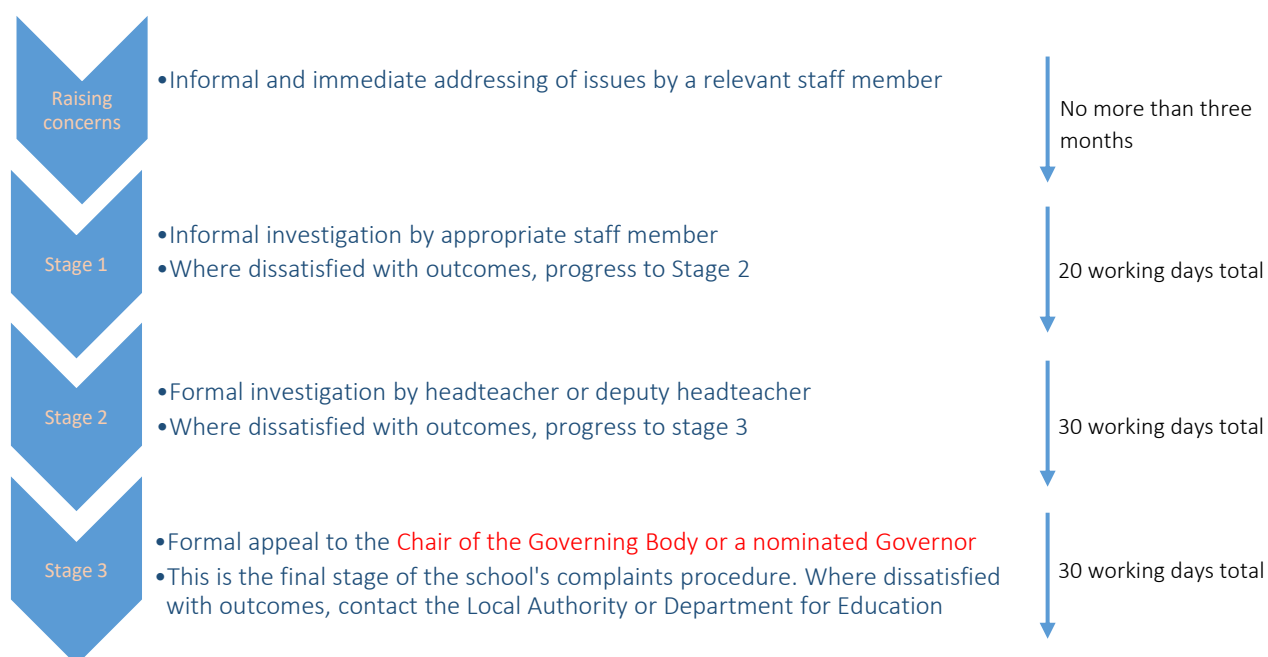 Raising
concerns
•Informal and immediate addressing of issues by a relevant staff member
No more than three
months
Stage 1
•Informal investigation by appropriate staff member
•Where dissatisfied with outcomes, progress to Stage 2
20 working days total
Stage 2
•Formal investigation by headteacher or deputy headteacher
•Where dissatisfied with outcomes, progress to stage 3
30 working days total
Stage 3
•Formal appeal to the Chair of the Governing Body or a nominated Governor
•This is the final stage of the school's complaints procedure. Where dissatisfied
with outcomes, contact the Local Authority or Department for Education
30 working days total